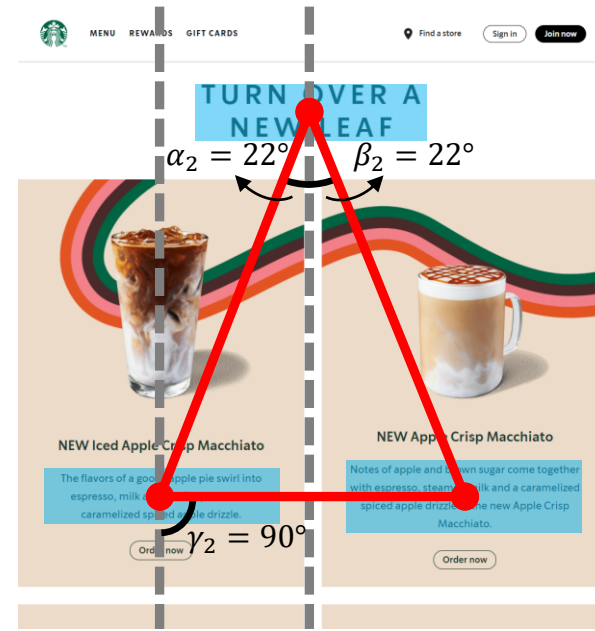 MENU REWARDS GIFT CARDS Find a store Sign in Join now
TURN OVER A
NEW LEAF
α₂ = 22° β₂ = 22°
NEW Iced Apple Crisp Macchiato
The flavors of a good apple pie swirl into
espresso, milk
caramelized spiced apple drizzle.
Order now
γ₂ = 90°
NEW Apple Crisp Macchiato
Notes of apple and brown sugar come together
with espresso, steamed milk and a caramelized
spiced apple drizzle the new Apple Crisp
Macchiato.
Order now